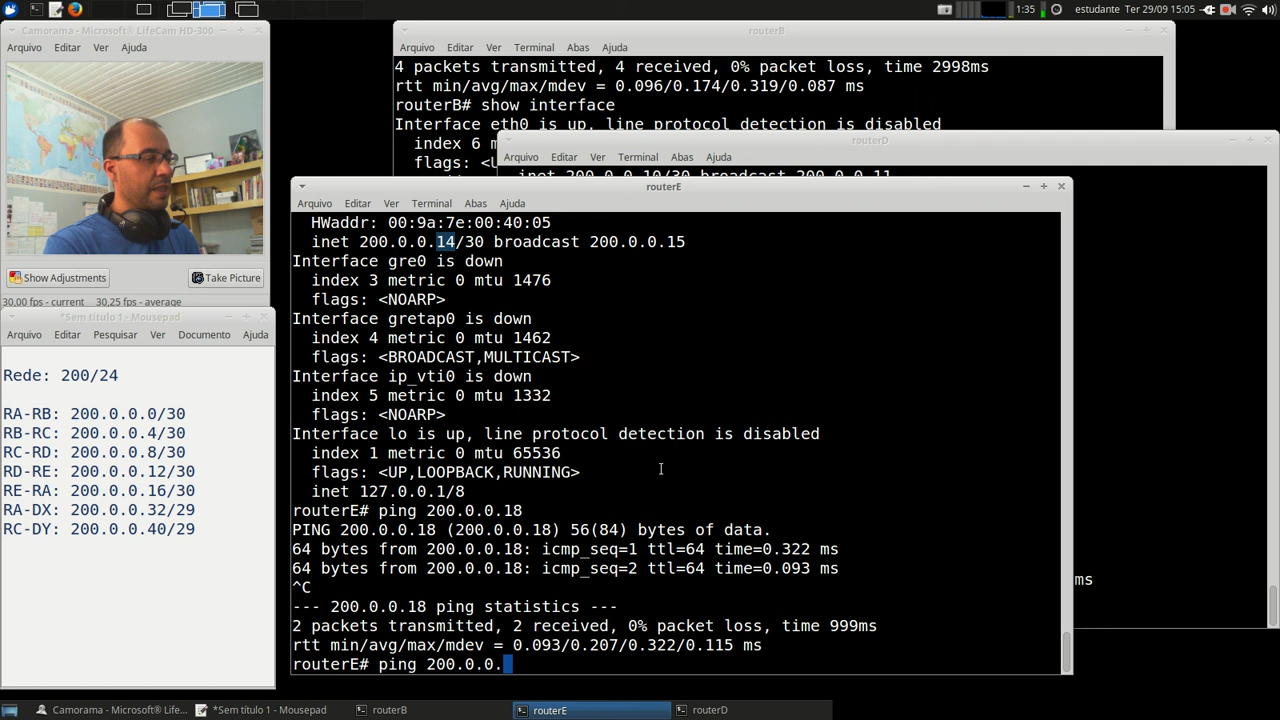 1:35 estudante Ter 29/09 15:05
Camorama - Microsoft® LifeCam HD-300
Arquivo Editar Ver Ajuda
Show Adjustments Take Picture
30,00 fps - current 30,25 fps - average
*Sem título 1 - Mousepad
Arquivo Editar Pesquisar Ver Documento Ajuda
Rede: 200/24
RA-RB: 200.0.0.0/30
RB-RC: 200.0.0.4/30
RC-RD: 200.0.0.8/30
RD-RE: 200.0.0.12/30
RE-RA: 200.0.0.16/30
RA-DX: 200.0.0.32/29
RC-DY: 200.0.0.40/29
routerB
Arquivo Editar Ver Terminal Abas Ajuda
4 packets transmitted, 4 received, 0% packet loss, time 2998ms
rtt min/avg/max/mdev = 0.096/0.174/0.319/0.087 ms
routerB# show interface
Interface eth0 is up, line protocol detection is disabled
index 6 m
flags: <U
routerD
Arquivo Editar Ver Terminal Abas Ajuda
inet 200.0.0.10/30 broadcast 200.0.0.11
ms
routerE
Arquivo Editar Ver Terminal Abas Ajuda
HWaddr: 00:9a:7e:00:40:05
inet 200.0.0.14/30 broadcast 200.0.0.15
Interface gre0 is down
index 3 metric 0 mtu 1476
flags: <NOARP>
Interface gretap0 is down
index 4 metric 0 mtu 1462
flags: <BROADCAST,MULTICAST>
Interface ip_vti0 is down
index 5 metric 0 mtu 1332
flags: <NOARP>
Interface lo is up, line protocol detection is disabled
index 1 metric 0 mtu 65536
flags: <UP,LOOPBACK,RUNNING>
inet 127.0.0.1/8
routerE# ping 200.0.0.18
PING 200.0.0.18 (200.0.0.18) 56(84) bytes of data.
64 bytes from 200.0.0.18: icmp_seq=1 ttl=64 time=0.322 ms
64 bytes from 200.0.0.18: icmp_seq=2 ttl=64 time=0.093 ms
^C
--- 200.0.0.18 ping statistics ---
2 packets transmitted, 2 received, 0% packet loss, time 999ms
rtt min/avg/max/mdev = 0.093/0.207/0.322/0.115 ms
routerE# ping 200.0.0.
Camorama - Microsoft® LifeC... *Sem título 1 - Mousepad routerB routerE routerD